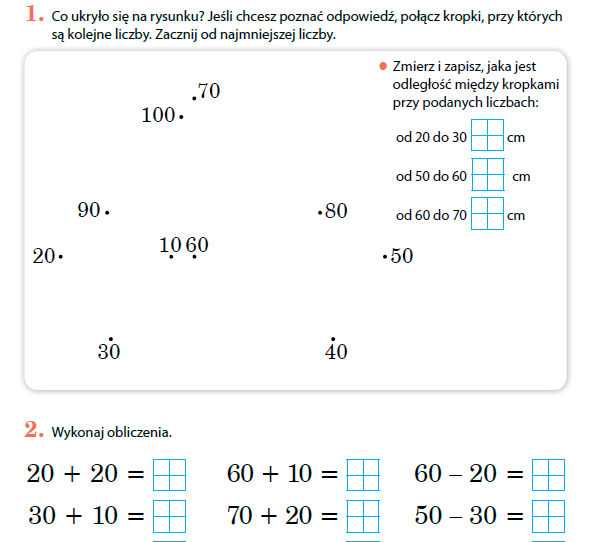 1. Co ukryło się na rysunku? Jeśli chcesz poznać odpowiedź, połącz kropki, przy których
są kolejne liczby. Zacznij od najmniejszej liczby.
• Zmierz i zapisz, jaka jest
odległość między kropkami
przy podanych liczbach:
od 20 do 30 cm
od 50 do 60 cm
od 60 do 70 cm
70
100
90
80
10 60
20
50
30
40
2. Wykonaj obliczenia.
20 + 20 = 60 + 10 = 60 – 20 =
30 + 10 = 70 + 20 = 50 – 30 =